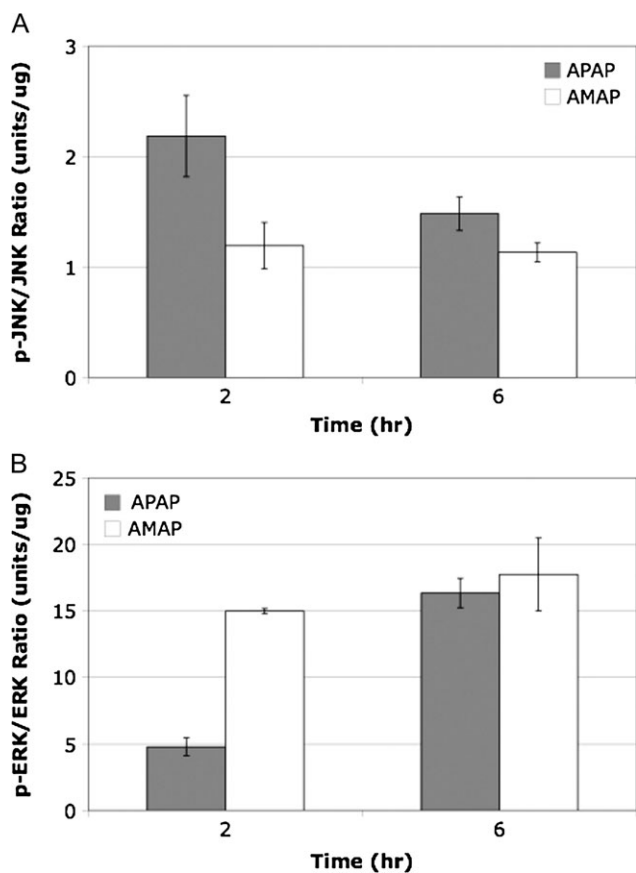 A
p-JNK/JNK Ratio (units/ug)
3
2
1
0
APAP
AMAP
2
6
Time (hr)
B
p-ERK/ERK Ratio (units/ug)
25
20
15
10
5
0
APAP
AMAP
2
6
Time (hr)